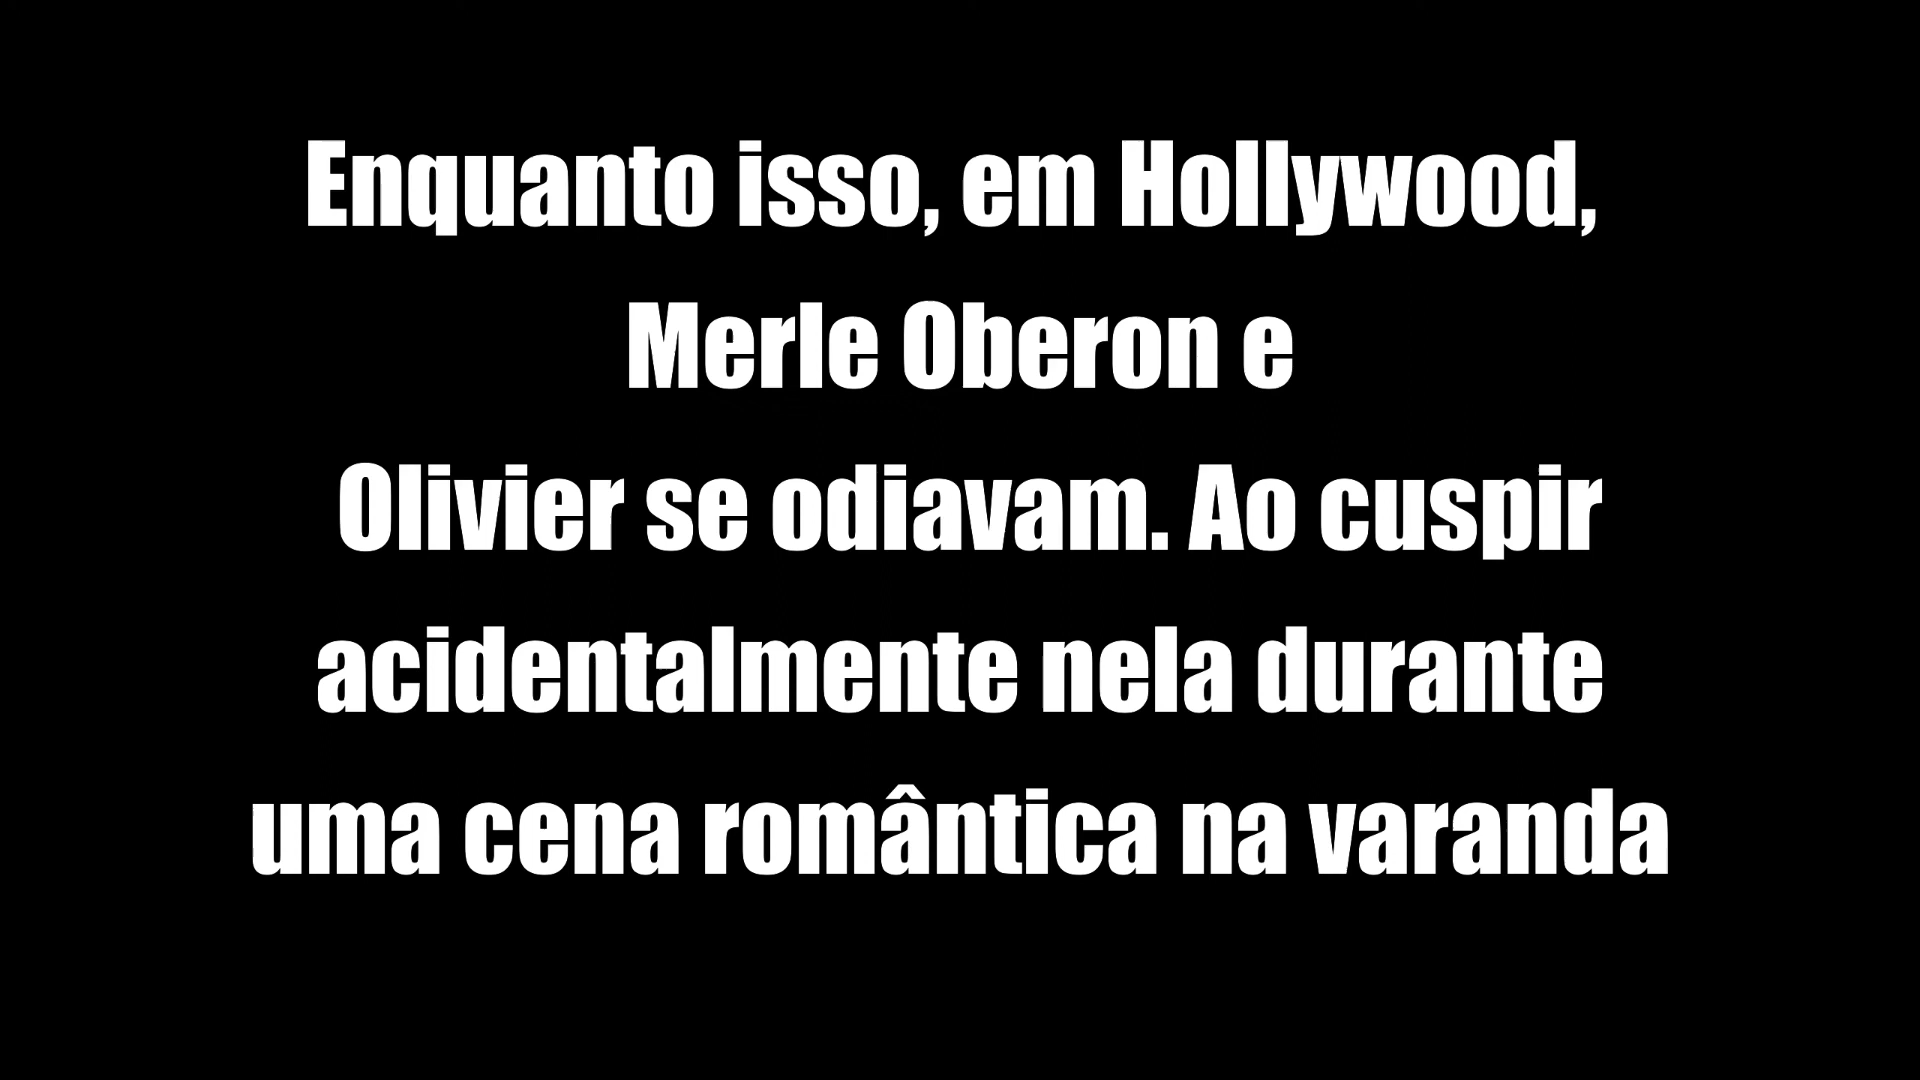 Enquanto isso, em Hollywood,
Merle Oberon e
Olivier se odiavam. Ao cuspir
acidentalmente nela durante
uma cena romântica na varanda